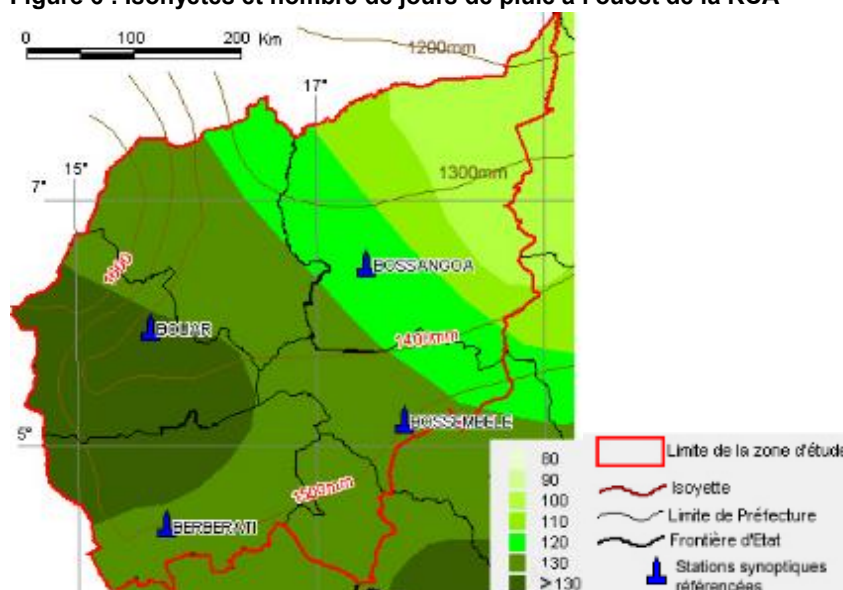 Figure 6 : Isohyètes et nombre de jours de pluie à l'ouest de la RCA
0 100 200 Km
1200mm
17°
15°
7°
1300mm
1600
BOSSANGOA
BOUAR
1400mm
BOSSEMBELE
5°
1500mm
BERBERATI
80
90
100
110
120
130
>130
Limite de la zone d'étude
Isoyette
Limite de Préfecture
Frontière d'Etat
Stations synoptiques
référencées